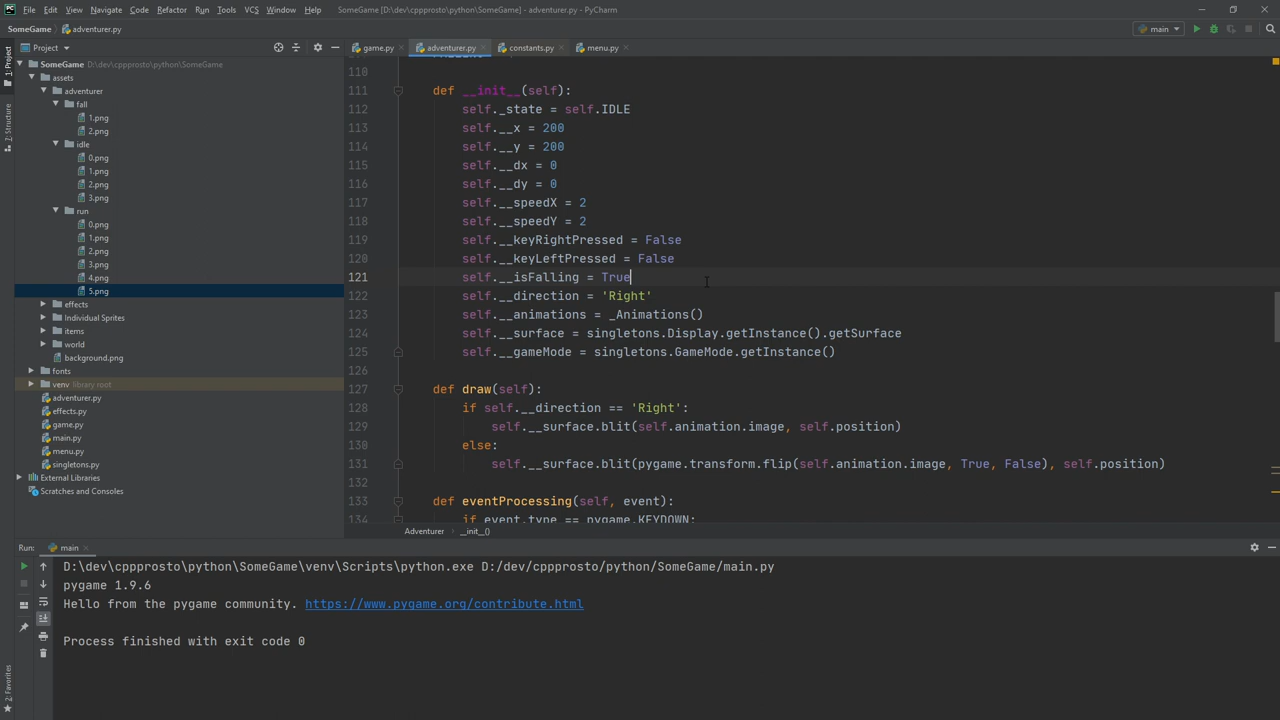 File Edit View Navigate Code Refactor Run Tools VCS Window Help SomeGame [D:\dev\cppprosto\python\SomeGame] - adventurer.py - PyCharm
SomeGame adventurer.py main
Project game.py adventurer.py constants.py menu.py
1: Project
SomeGame D:\dev\cppprosto\python\SomeGame
assets
adventurer
fall
1.png
2.png
idle
0.png
1.png
2.png
3.png
run
0.png
1.png
2.png
3.png
4.png
5.png
effects
Individual Sprites
items
world
background.png
fonts
venv library root
adventurer.py
effects.py
game.py
main.py
menu.py
singletons.py
External Libraries
Scratches and Consoles
7: Structure
2: Favorites
110
111 def __init__(self):
112 self._state = self.IDLE
113 self.__x = 200
114 self.__y = 200
115 self.__dx = 0
116 self.__dy = 0
117 self.__speedX = 2
118 self.__speedY = 2
119 self.__keyRightPressed = False
120 self.__keyLeftPressed = False
121 self.__isFalling = True
122 self.__direction = 'Right'
123 self.__animations = _Animations()
124 self.__surface = singletons.Display.getInstance().getSurface
125 self.__gameMode = singletons.GameMode.getInstance()
126
127 def draw(self):
128 if self.__direction == 'Right':
129 self.__surface.blit(self.animation.image, self.position)
130 else:
131 self.__surface.blit(pygame.transform.flip(self.animation.image, True, False), self.position)
132
133 def eventProcessing(self, event):
134 if event.type == pygame.KEYDOWN:
Adventurer __init__()
Run: main
D:\dev\cppprosto\python\SomeGame\venv\Scripts\python.exe D:/dev/cppprosto/python/SomeGame/main.py
pygame 1.9.6
Hello from the pygame community. https://www.pygame.org/contribute.html
Process finished with exit code 0